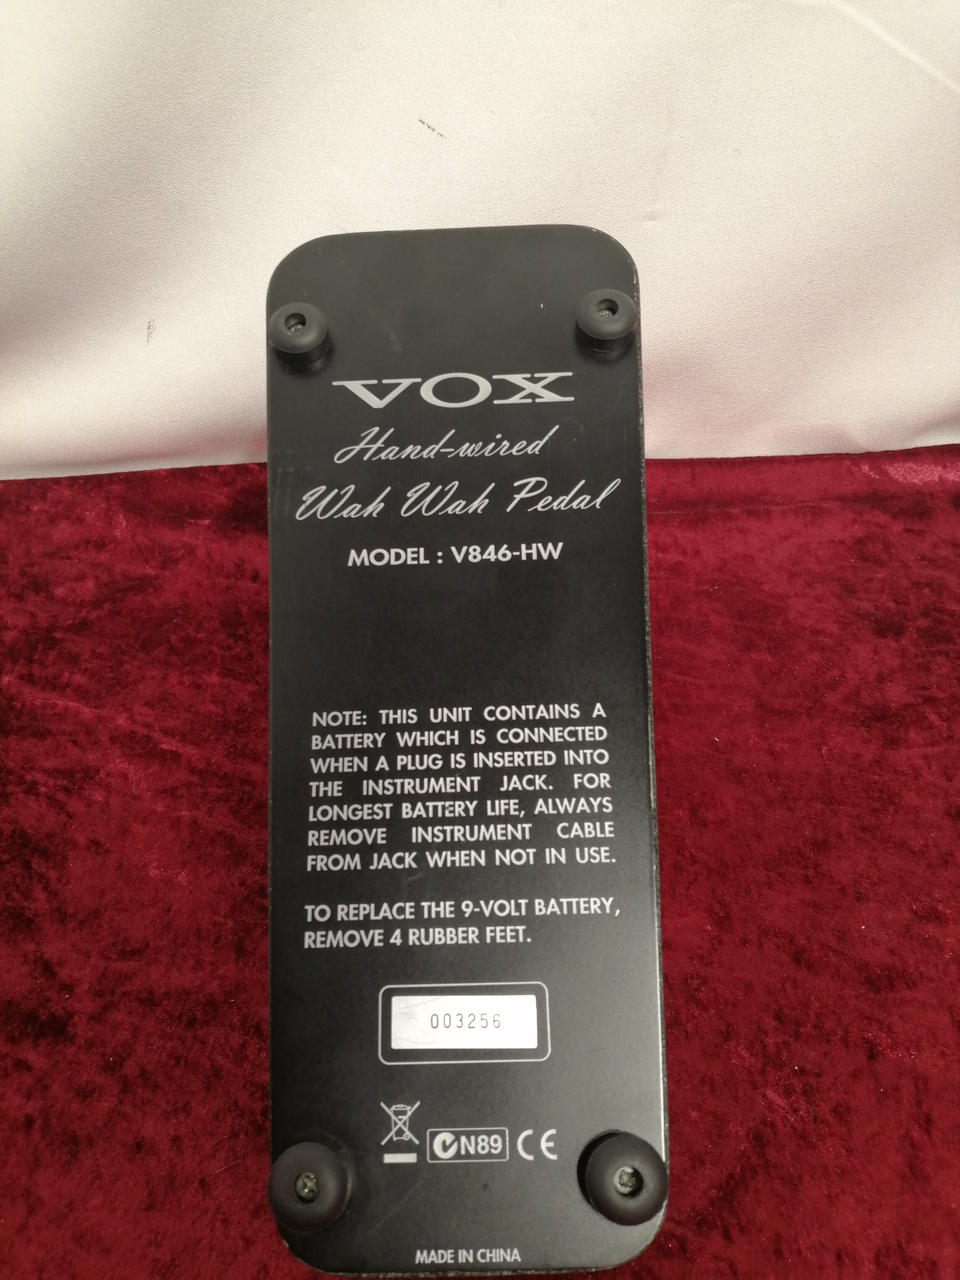 VOX
Hand-wired
Wah Wah Pedal
MODEL : V846-HW
NOTE: THIS UNIT CONTAINS A
BATTERY WHICH IS CONNECTED
WHEN A PLUG IS INSERTED INTO
THE INSTRUMENT JACK. FOR
LONGEST BATTERY LIFE, ALWAYS
REMOVE INSTRUMENT CABLE
FROM JACK WHEN NOT IN USE.
TO REPLACE THE 9-VOLT BATTERY,
REMOVE 4 RUBBER FEET.
003256
N89 CE
MADE IN CHINA